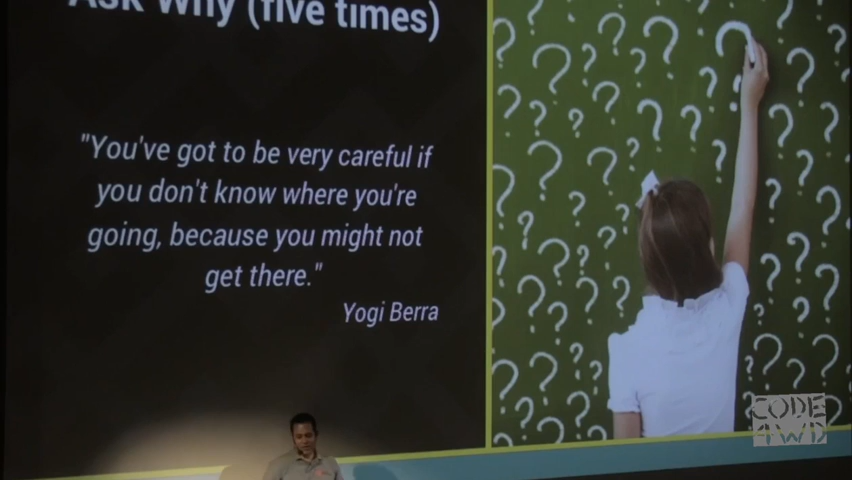 Ask Why (five times)
"You've got to be very careful if
you don't know where you're
going, because you might not
get there."
Yogi Berra
CODE
4WD